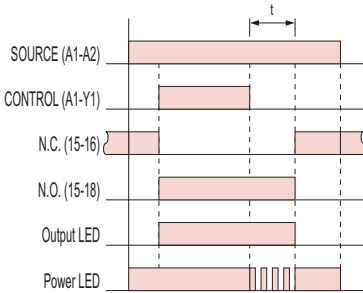 t
SOURCE (A1-A2)
CONTROL (A1-Y1)
N.C. (15-16)
N.O. (15-18)
Output LED
Power LED